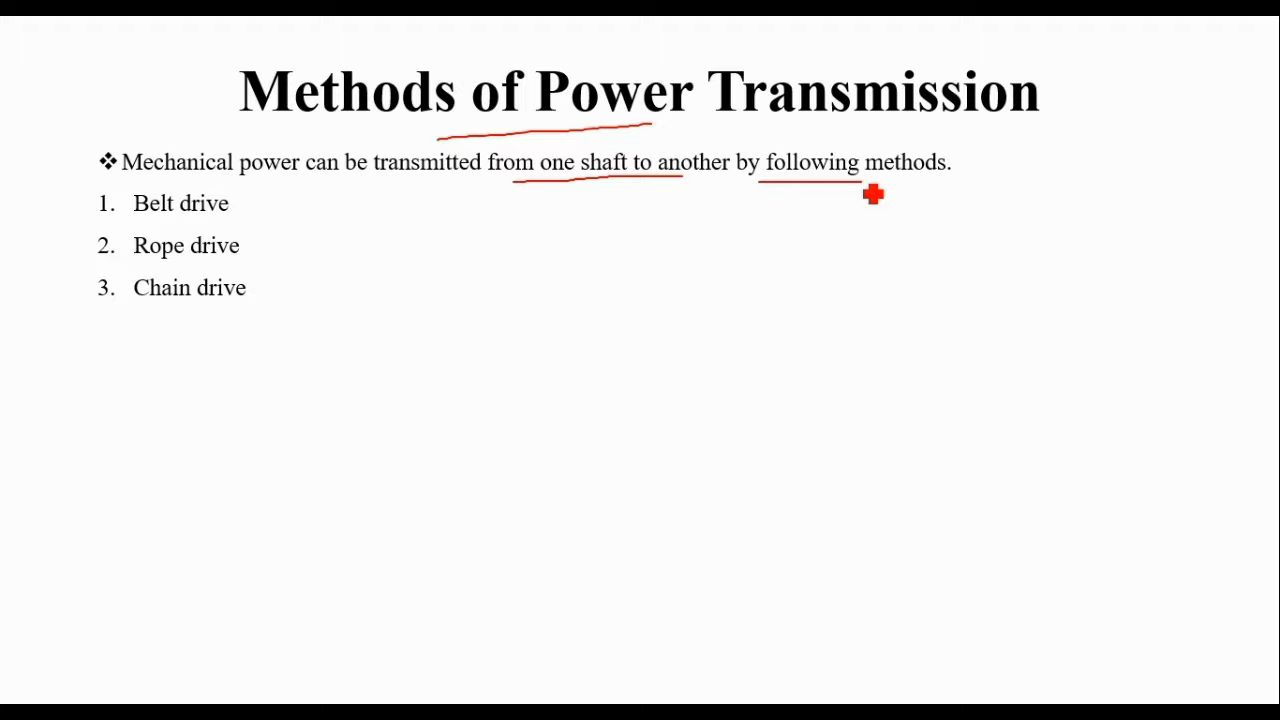 Methods of Power Transmission
❖ Mechanical power can be transmitted from one shaft to another by following methods.
1. Belt drive
2. Rope drive
3. Chain drive